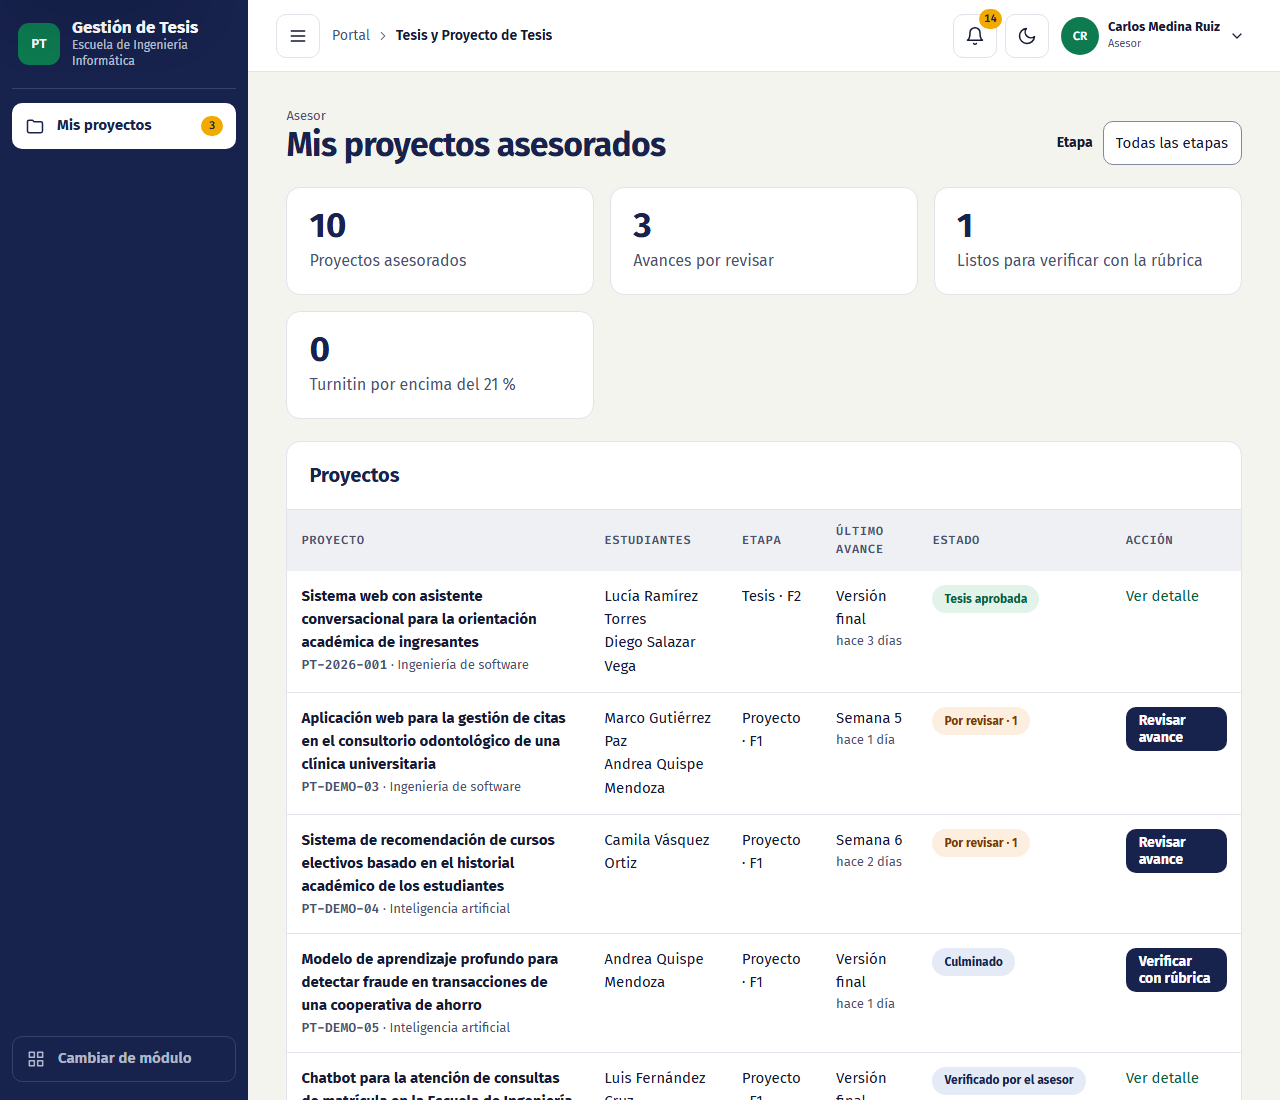 PT
Gestión de Tesis
Escuela de Ingeniería
Informática
Mis proyectos
3
Cambiar de módulo
Portal
Tesis y Proyecto de Tesis
14
CR
Carlos Medina Ruiz
Asesor
Asesor
Mis proyectos asesorados
Etapa
Todas las etapas
10
Proyectos asesorados
3
Avances por revisar
1
Listos para verificar con la rúbrica
0
Turnitin por encima del 21 %
Proyectos
PROYECTO
ESTUDIANTES
ETAPA
ÚLTIMO
AVANCE
ESTADO
ACCIÓN
Sistema web con asistente
conversacional para la orientación
académica de ingresantes
PT-2026-001 · Ingeniería de software
Lucía Ramírez
Torres
Diego Salazar
Vega
Tesis · F2
Versión
final
hace 3 días
Tesis aprobada
Ver detalle
Aplicación web para la gestión de citas
en el consultorio odontológico de una
clínica universitaria
PT-DEMO-03 · Ingeniería de software
Marco Gutiérrez
Paz
Andrea Quispe
Mendoza
Proyecto
· F1
Semana 5
hace 1 día
Por revisar · 1
Revisar
avance
Sistema de recomendación de cursos
electivos basado en el historial
académico de los estudiantes
PT-DEMO-04 · Inteligencia artificial
Camila Vásquez
Ortiz
Proyecto
· F1
Semana 6
hace 2 días
Por revisar · 1
Revisar
avance
Modelo de aprendizaje profundo para
detectar fraude en transacciones de
una cooperativa de ahorro
PT-DEMO-05 · Inteligencia artificial
Andrea Quispe
Mendoza
Proyecto
· F1
Versión
final
hace 1 día
Culminado
Verificar
con rúbrica
Chatbot para la atención de consultas
de matrícula en la Escuela de Ingeniería
Luis Fernández
Cruz
Proyecto
· F1
Versión
final
Verificado por el asesor
Ver detalle